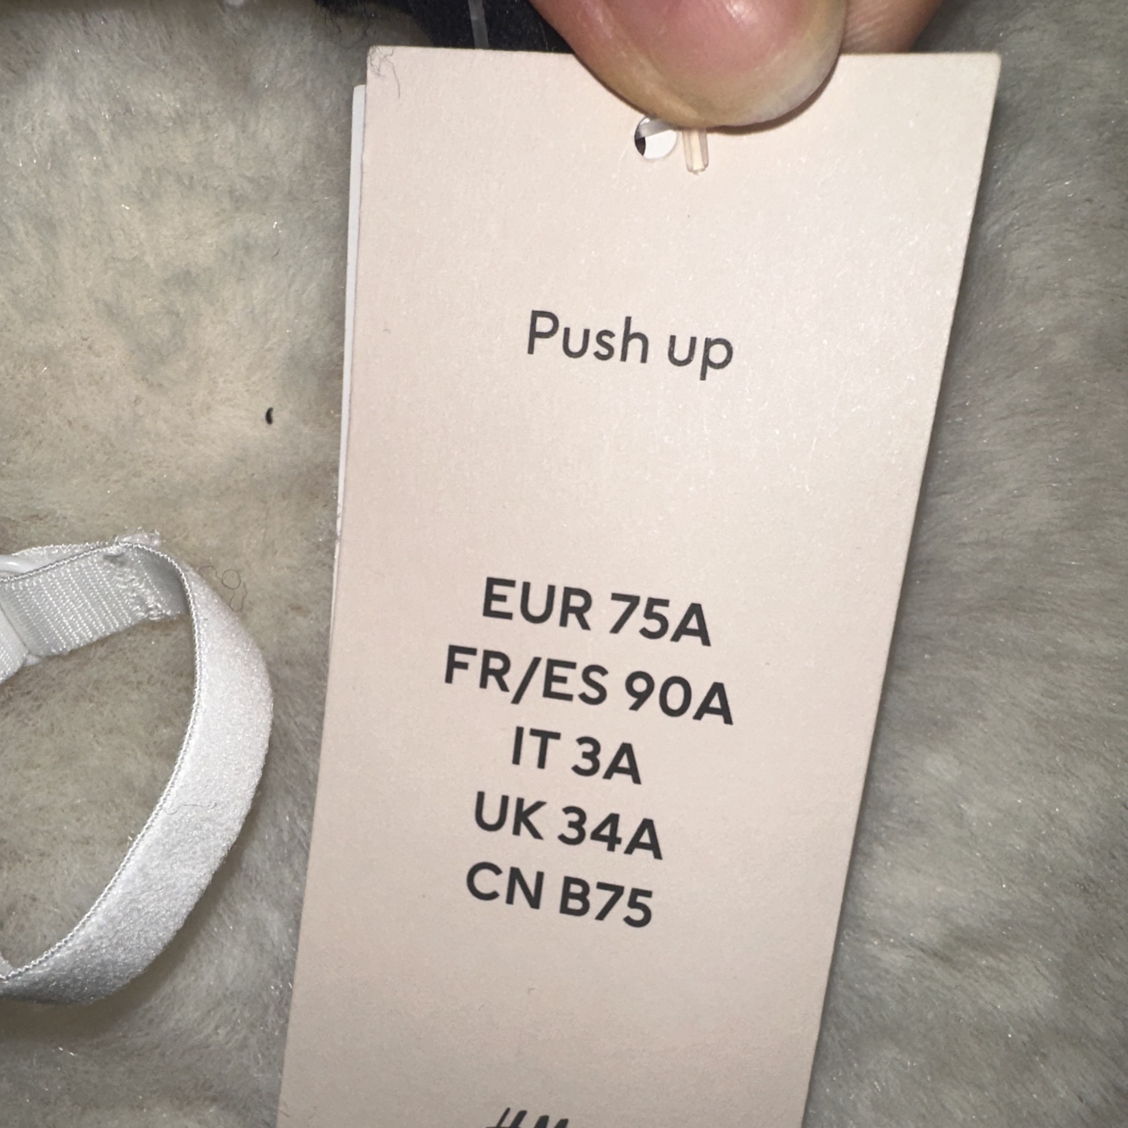 Push up
EUR 75A
FR/ES 90A
IT 3A
UK 34A
CN B75